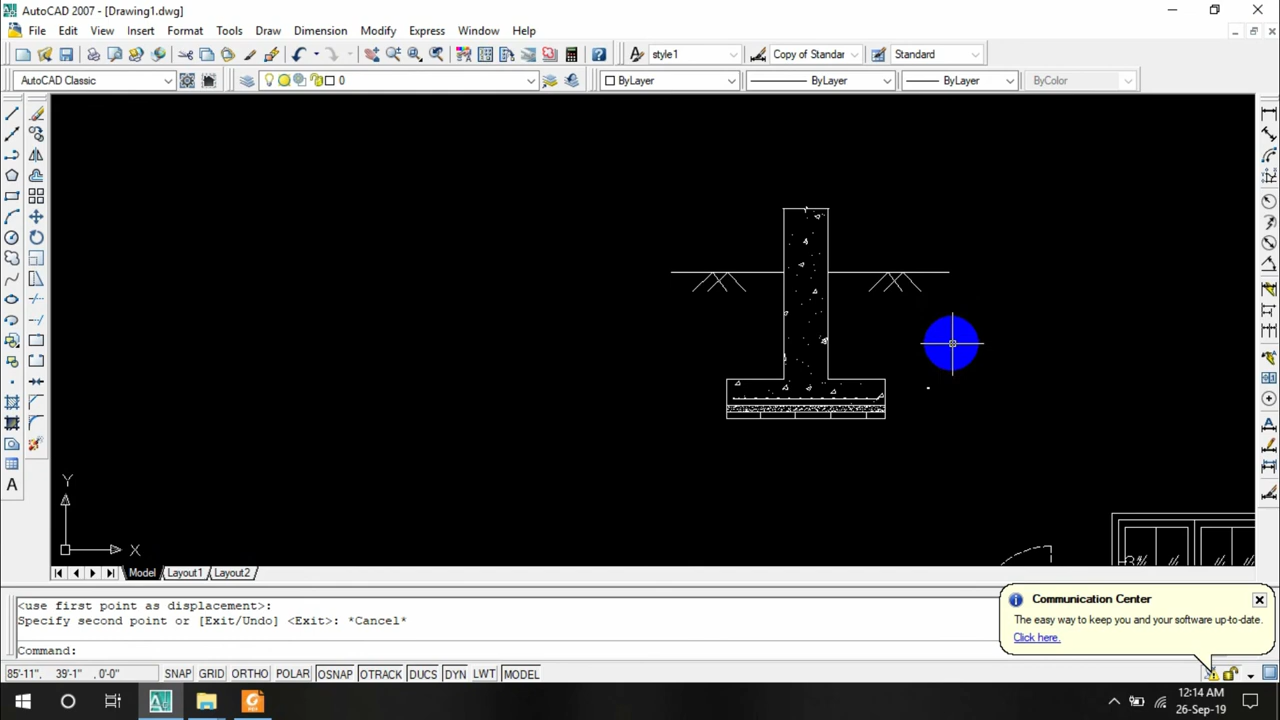 AutoCAD 2007 - [Drawing1.dwg]
File Edit View Insert Format Tools Draw Dimension Modify Express Window Help
style1 Copy of Standar Standard
AutoCAD Classic 0 ByLayer ByLayer ByLayer ByColor
A
Y
X
Model Layout1 Layout2
Communication Center
The easy way to keep you and your software up-to-date.
Click here.
<use first point as displacement>:
Specify second point or [Exit/Undo] <Exit>: *Cancel*
Command:
85'-11", 39'-1" , 0'-0" SNAP GRID ORTHO POLAR OSNAP OTRACK DUCS DYN LWT MODEL
12:14 AM
26-Sep-19